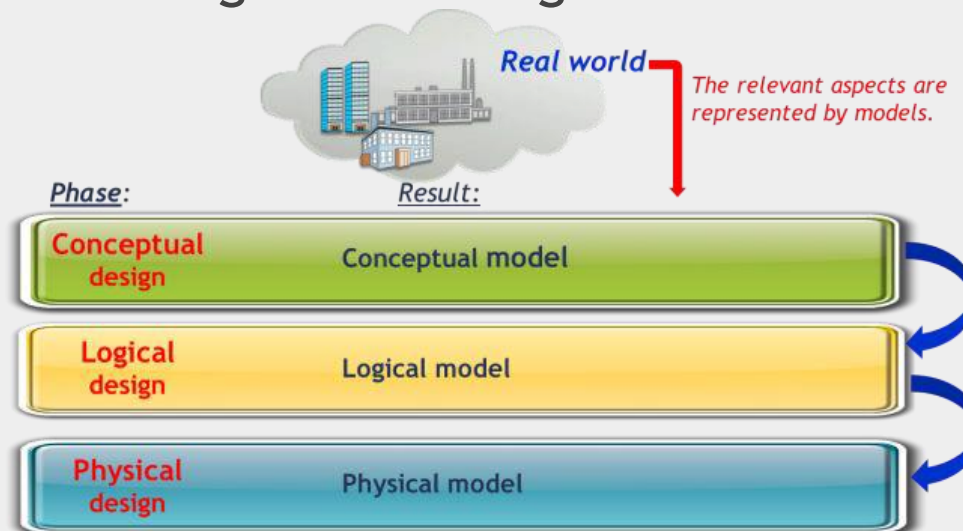 Real world
The relevant aspects are
represented by models.
Phase:
Result:
Conceptual
design
Conceptual model
Logical
design
Logical model
Physical
design
Physical model